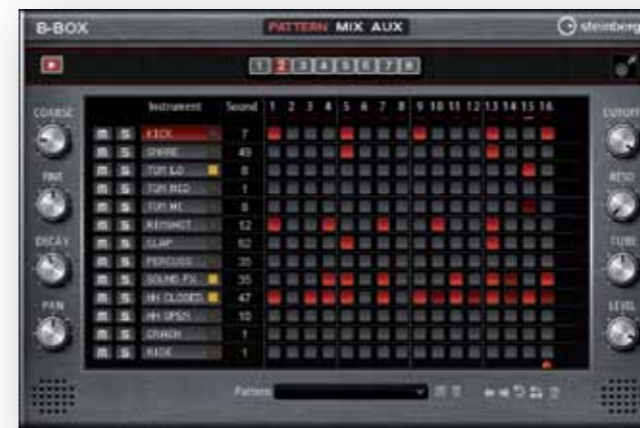 B-BOX PATTERN MIX AUX steinberg
1 2 3 4 5 6 7 8
Instrument Sound 1 2 3 4 5 6 7 8 9 10 11 12 13 14 15 16
COARSE CUTOFF
M S KICK 7
M S SNARE 49
M S TOM LO 8
FINE RESO
M S TOM MID 1
M S TOM HI 8
M S RIMSHOT 12
DECAY TUBE
M S CLAP 62
M S PERCUSS 35
M S SOUND FX 35
PAN LEVEL
M S HH CLOSED 47
M S HH OPEN 10
M S CRASH 1
M S RIDE 1
Pattern